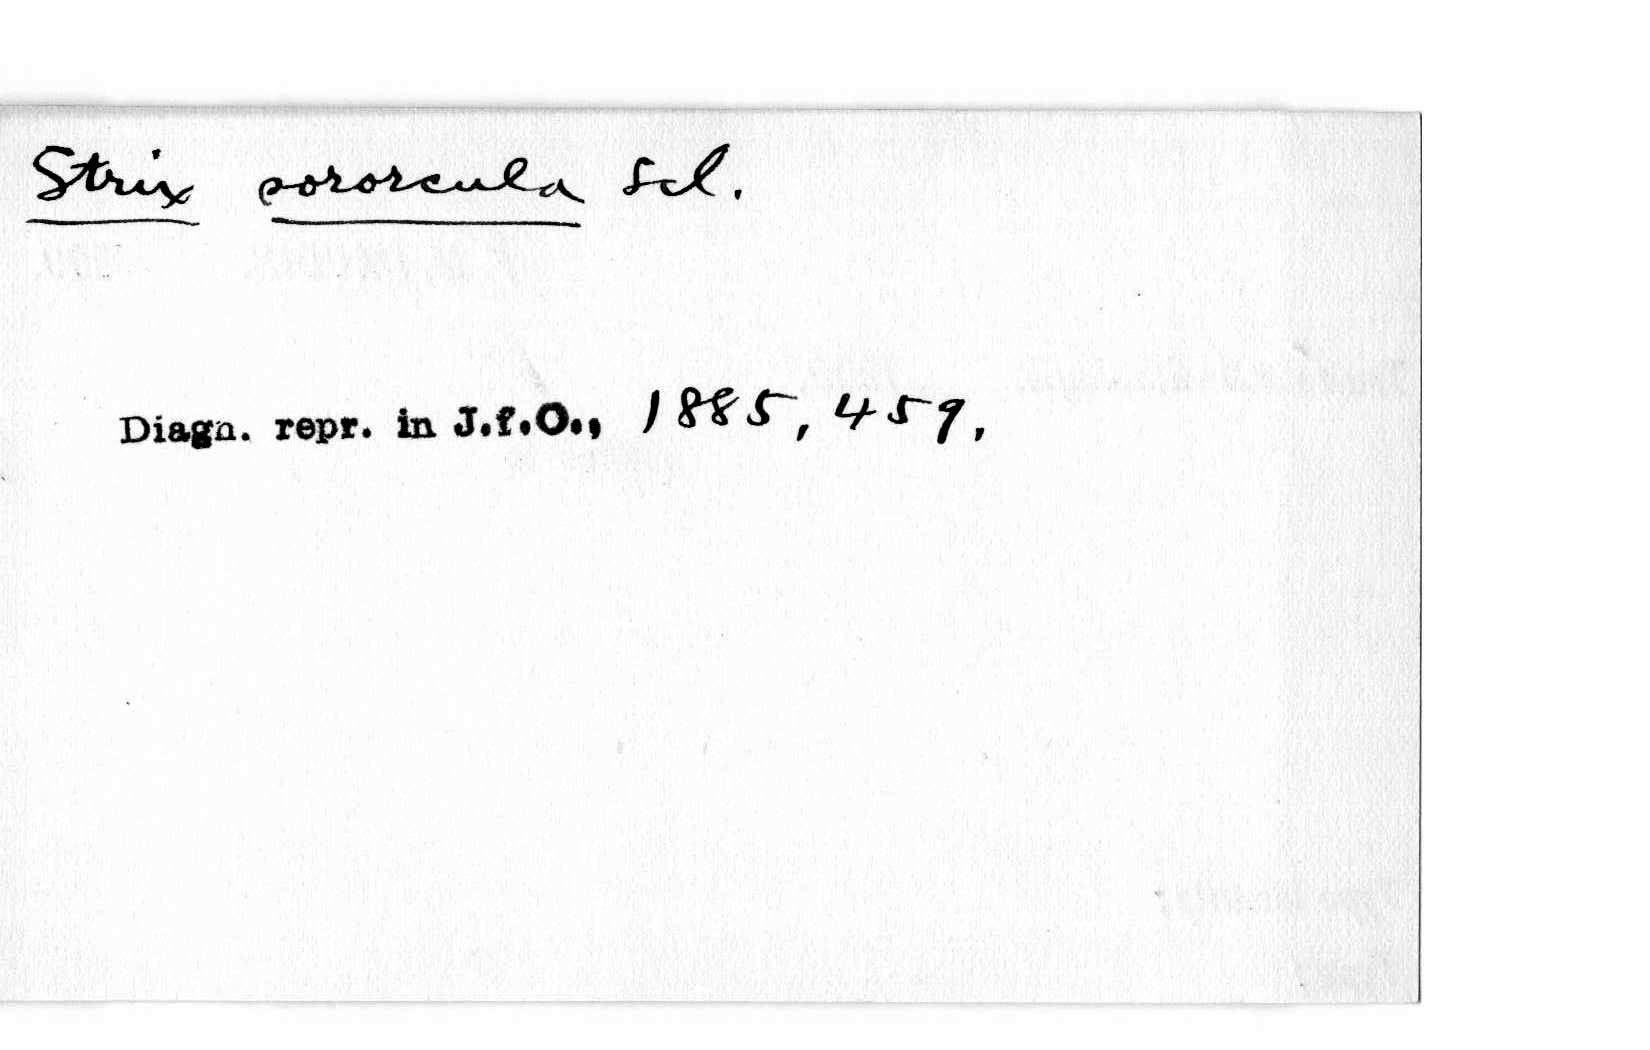 Strix sororcula Scl.
Diagn. repr. in J.f.O., 1885, 459.